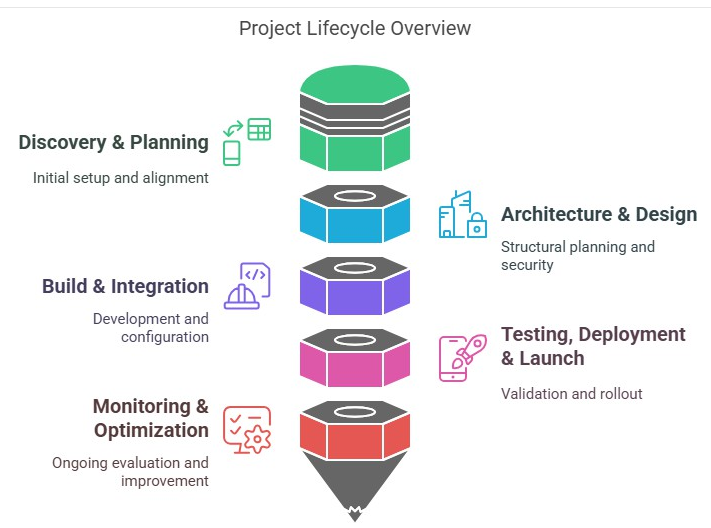 Project Lifecycle Overview
Discovery & Planning
Initial setup and alignment
Architecture & Design
Structural planning and
security
Build & Integration
Development and
configuration
Testing, Deployment
& Launch
Validation and rollout
Monitoring &
Optimization
Ongoing evaluation and
improvement